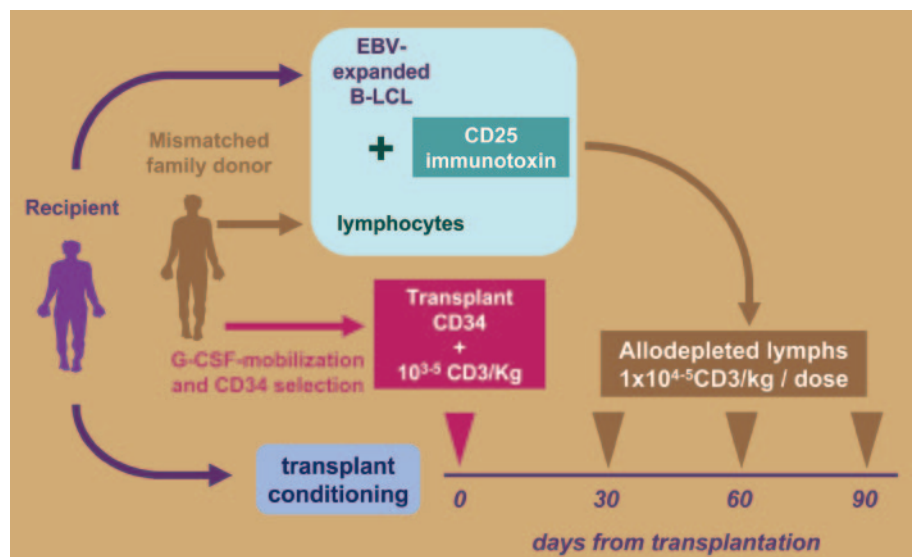 EBV-
expanded
B-LCL
+
CD25
immunotoxin
Mismatched
family donor
Recipient
lymphocytes
Transplant
CD34
+
10³⁻⁵ CD3/Kg
G-CSF-mobilization
and CD34 selection
Allodepleted lymphs
1x10⁴⁻⁵CD3/kg / dose
transplant
conditioning
0 30 60 90
days from transplantation